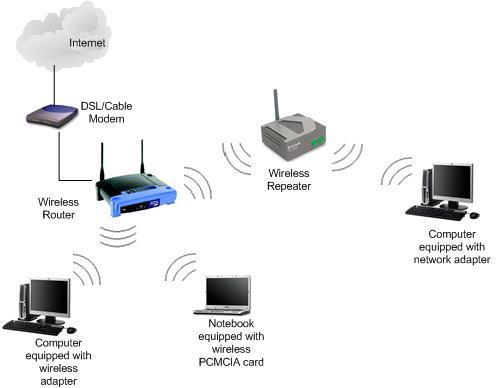 Internet
DSL/Cable
Modem
Wireless
Router
D-Link
Wireless
Repeater
Computer
equipped with
network adapter
Computer
equipped with
wireless
adapter
Notebook
equipped with
wireless
PCMCIA card